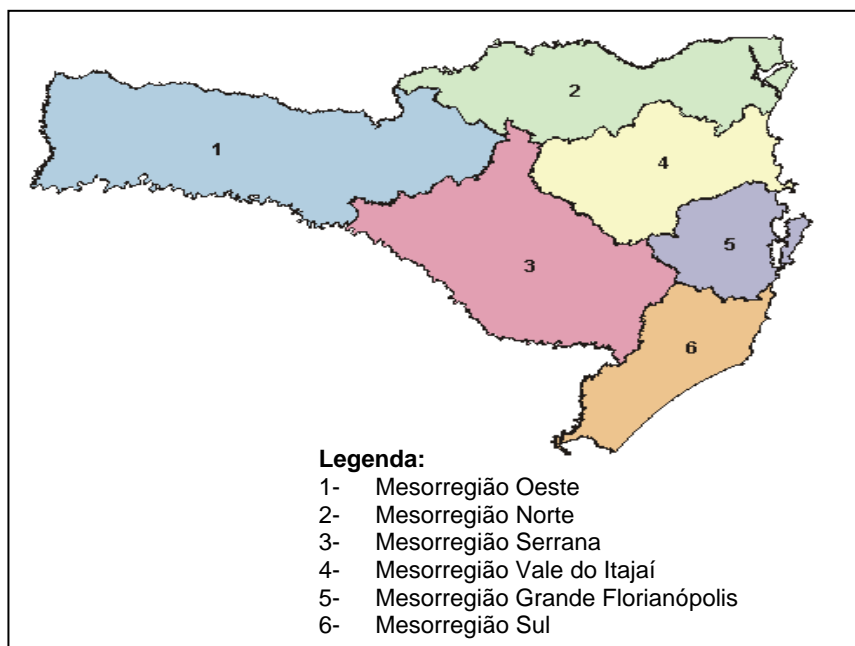 2
1
4
5
3
6
Legenda:
1- Mesorregião Oeste
2- Mesorregião Norte
3- Mesorregião Serrana
4- Mesorregião Vale do Itajaí
5- Mesorregião Grande Florianópolis
6- Mesorregião Sul